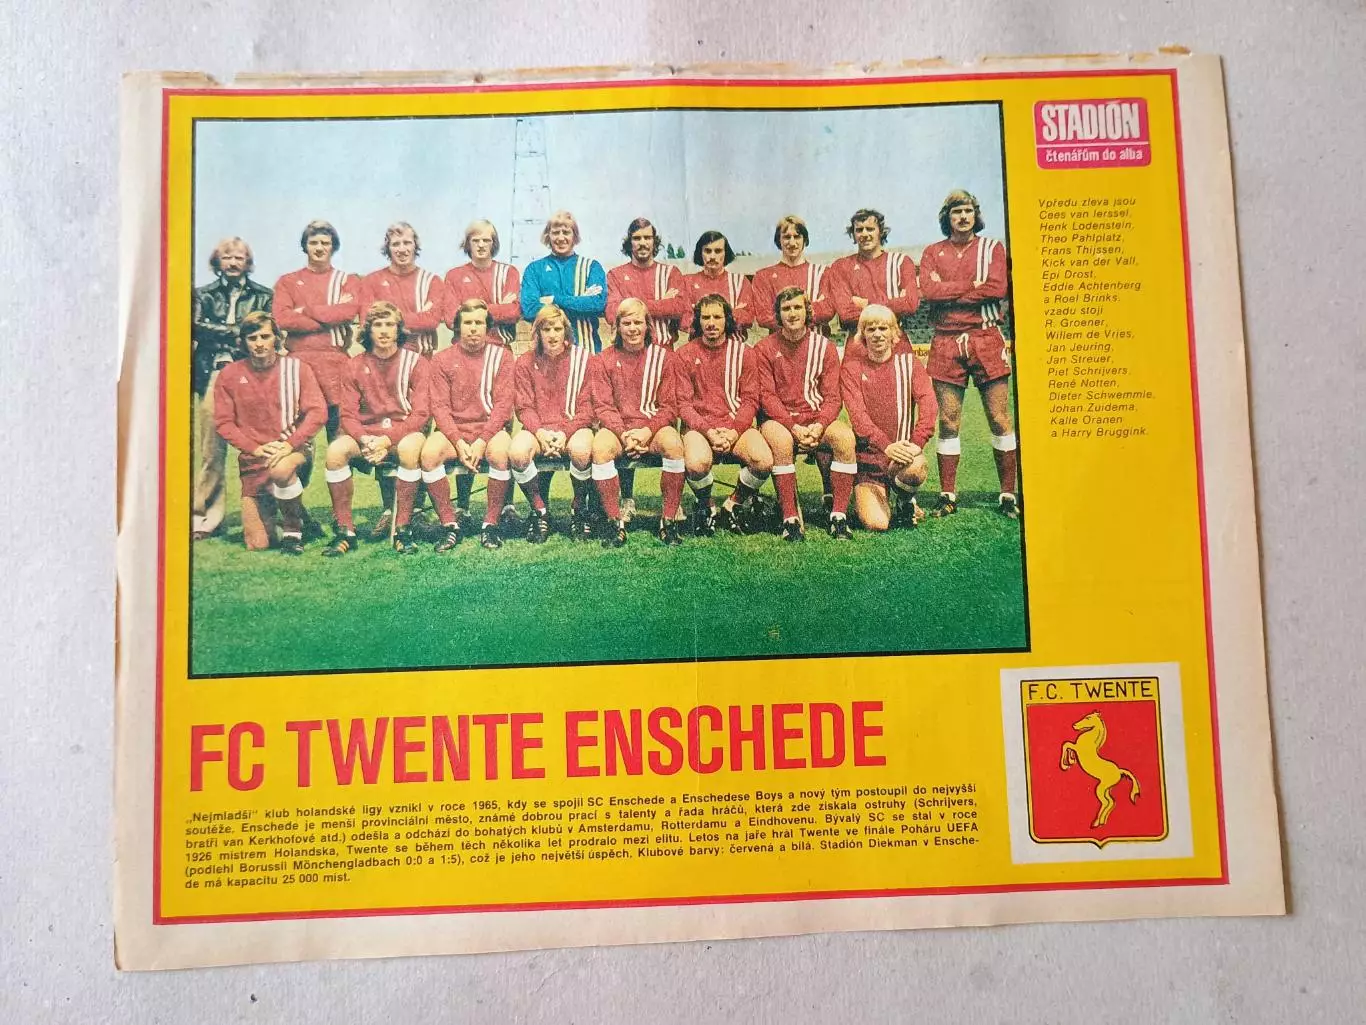 STADIÓN
čtenářům do alba
Vpředu zleva jsou
Cees van Ierssel,
Henk Lodenstein,
Theo Pahlplatz,
Frans Thijssen,
Kick van der Vall,
Epi Drost,
Eddie Achtenberg
a Roel Brinks.
vzadu stojí
R. Groener,
Willem de Vries,
Jan Jeuring,
Jan Streuer,
Piet Schrijvers,
René Notten,
Dieter Schwemmle,
Johan Zuidema,
Kalle Oranen
a Harry Bruggink.
FC TWENTE ENSCHEDE
F.C. TWENTE
„Nejmladší" klub holandské ligy vznikl v roce 1965, kdy se spojil SC Enschede a Enschedese Boys a nový tým postoupil do nejvyšší
soutěže. Enschede je menší provinciální město, známé dobrou prací s talenty a řada hráčů, která zde získala ostruhy (Schrijvers,
bratři van Kerkhofové atd.) odešla a odchází do bohatých klubů v Amsterdamu, Rotterdamu a Eindhovenu. Bývalý SC se stal v roce
1926 mistrem Holandska, Twente se během těch několika let prodralo mezi elitu. Letos na jaře hrál Twente ve finále Poháru UEFA
(podlehl Borussii Mönchengladbach 0:0 a 1:5), což je jeho největší úspěch. Klubové barvy: červená a bílá. Stadión Diekman v Ensche-
de má kapacitu 25 000 míst.